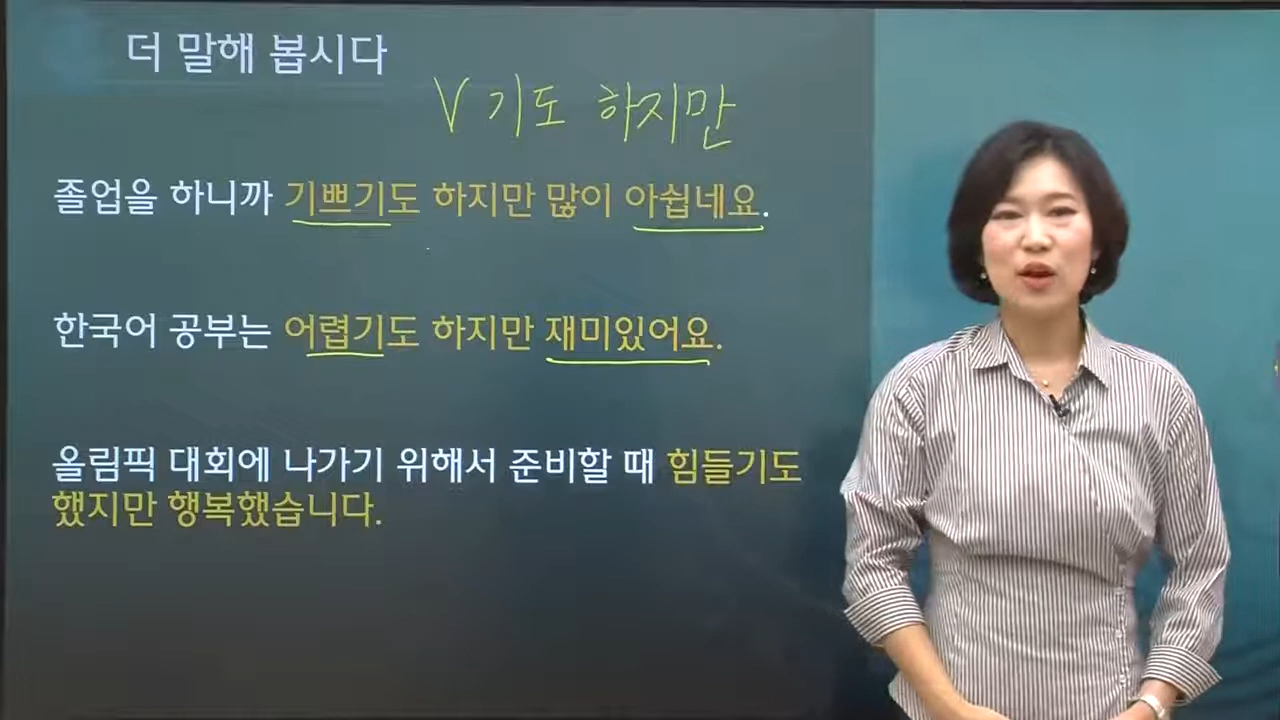 더 말해 봅시다
V 기도 하지만
졸업을 하니까 기쁘기도 하지만 많이 아쉽네요.
한국어 공부는 어렵기도 하지만 재미있어요.
올림픽 대회에 나가기 위해서 준비할 때 힘들기도
했지만 행복했습니다.